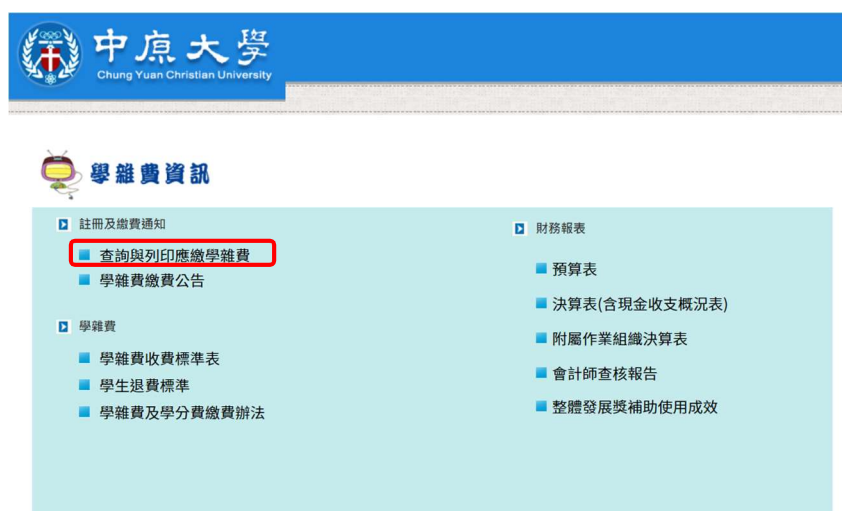 中原大學
Chung Yuan Christian University
學雜費資訊
註冊及繳費通知
查詢與列印應繳學雜費
學雜費繳費公告
學雜費
學雜費收費標準表
學生退費標準
學雜費及學分費繳費辦法
財務報表
預算表
決算表(含現金收支概況表)
附屬作業組織決算表
會計師查核報告
整體發展獎補助使用成效